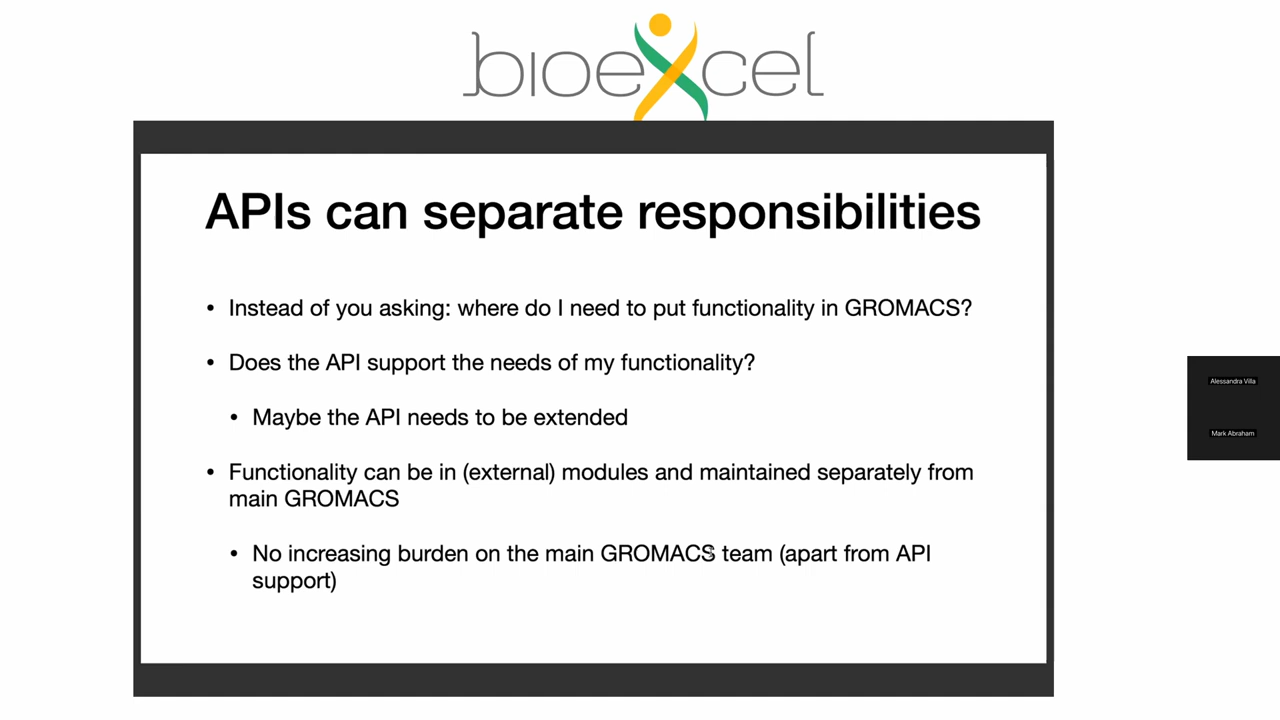 bioexcel
APIs can separate responsibilities
• Instead of you asking: where do I need to put functionality in GROMACS?
• Does the API support the needs of my functionality?
• Maybe the API needs to be extended
• Functionality can be in (external) modules and maintained separately from
main GROMACS
• No increasing burden on the main GROMACS team (apart from API
support)
Alessandra Villa
Mark Abraham